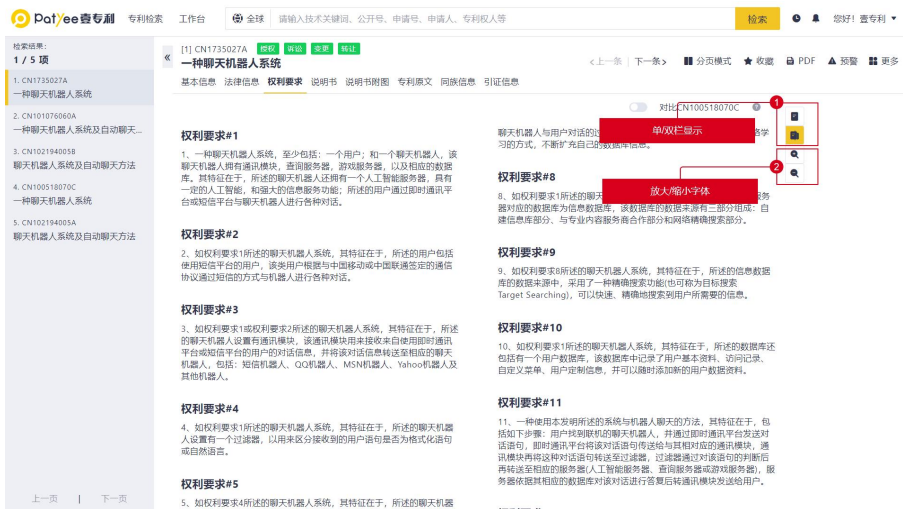 Patyee壹专利 专利检索 工作台 全球 请输入技术关键词、公开号、申请号、申请人、专利权人等 检索 您好！壹专利
检索结果：
1 / 5 项
1. CN1735027A
一种聊天机器人系统
2. CN101076060A
一种聊天机器人系统及自动聊天...
3. CN102194005B
聊天机器人系统及自动聊天方法
4. CN100518070C
一种聊天机器人系统
5. CN102194005A
聊天机器人系统及自动聊天方法
上一页 | 下一页
[1] CN1735027A 授权 诉讼 变更 转让
一种聊天机器人系统
<上一条 下一条> 分页模式 收藏 PDF 预警 更多
基本信息 法律信息 权利要求 说明书 说明书附图 专利原文 同族信息 引证信息
对比CN100518070C
1
单/双栏显示
2
放大/缩小字体
权利要求#1
1、一种聊天机器人系统，至少包括：一个用户；和一个聊天机器人，该
聊天机器人拥有通讯模块，查询服务器，游戏服务器，以及相应的数据
库。其特征在于，所述的聊天机器人还拥有一个人工智能服务器，具有
一定的人工智能，和强大的信息服务功能；所述的用户通过即时通讯平
台或短信平台与聊天机器人进行各种对话。
权利要求#2
2、如权利要求1所述的聊天机器人系统，其特征在于，所述的用户包括
使用短信平台的用户，该类用户根据与中国移动或中国联通签定的通信
协议通过短信的方式与机器人进行各种对话。
权利要求#3
3、如权利要求1或权利要求2所述的聊天机器人系统，其特征在于，所述
的聊天机器人设置有通讯模块，该通讯模块用来接收来自使用即时通讯
平台或短信平台的用户的对话信息，并将该对话信息转送至相应的聊天
机器人，包括：短信机器人、QQ机器人、MSN机器人、Yahoo机器人及
其他机器人。
权利要求#4
4、如权利要求1所述的聊天机器人系统，其特征在于，所述的聊天机器
人设置有一个过滤器，以用来区分接收到的用户语句是否为格式化语句
或自然语言。
权利要求#5
5、如权利要求4所述的聊天机器人系统，其特征在于，所述的聊天机器
聊天机器人与用户对话的过 络学
习的方式，不断扩充自己的数据库信息。
权利要求#8
8、如权利要求1所述的聊天 服务
器对应的数据库为信息数据库，该数据库的数据来源有三部分组成：自
建信息库部分、与专业内容服务商合作部分和网络精确搜索部分。
权利要求#9
9、如权利要求8所述的聊天机器人系统，其特征在于，所述的信息数据
库的数据来源中，采用了一种精确搜索功能(也可称为目标搜索
Target Searching)，可以快速、精确地搜索到用户所需要的信息。
权利要求#10
10、如权利要求1所述的聊天机器人系统，其特征在于，所述的数据库还
包括有一个用户数据库，该数据库中记录了用户基本资料、访问记录、
自定义菜单、用户定制信息，并可以随时添加新的用户数据资料。
权利要求#11
11、一种使用本发明所述的系统与机器人聊天的方法，其特征在于，包
括如下步骤：用户找到联机的聊天机器人，并通过即时通讯平台发送对
话语句，即时通讯平台将该对话语句传送给与其相对应的通讯模块，通
讯模块再将这种对话语句转送至过滤器，过滤器通过对该语句的判断后
再转送至相应的服务器(人工智能服务器、查询服务器或游戏服务器)，服
务器依据其相应的数据库对该对话进行答复后转通讯模块发送给用户。